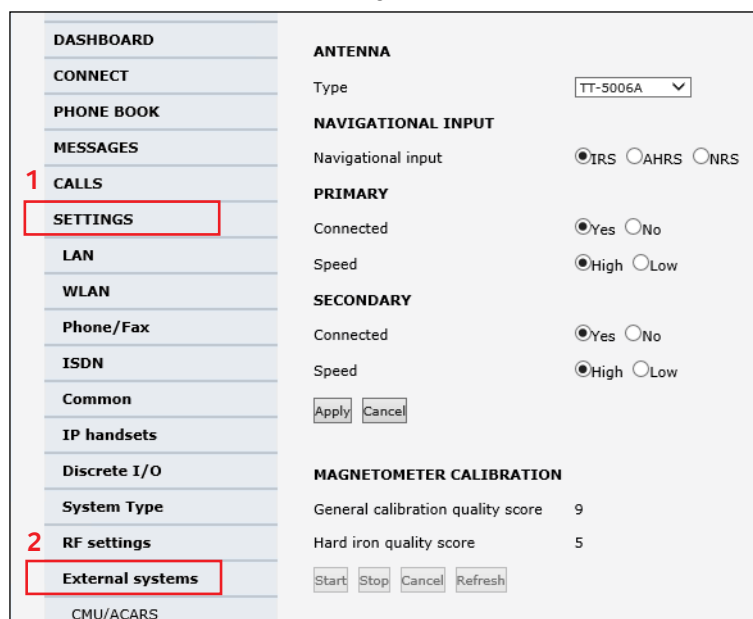 DASHBOARD
CONNECT
PHONE BOOK
MESSAGES
1
CALLS
SETTINGS
LAN
WLAN
Phone/Fax
ISDN
Common
IP handsets
Discrete I/O
System Type
2
RF settings
External systems
CMU/ACARS
ANTENNA
Type TT-5006A
NAVIGATIONAL INPUT
Navigational input IRS AHRS NRS
PRIMARY
Connected Yes No
Speed High Low
SECONDARY
Connected Yes No
Speed High Low
Apply Cancel
MAGNETOMETER CALIBRATION
General calibration quality score 9
Hard iron quality score 5
Start Stop Cancel Refresh